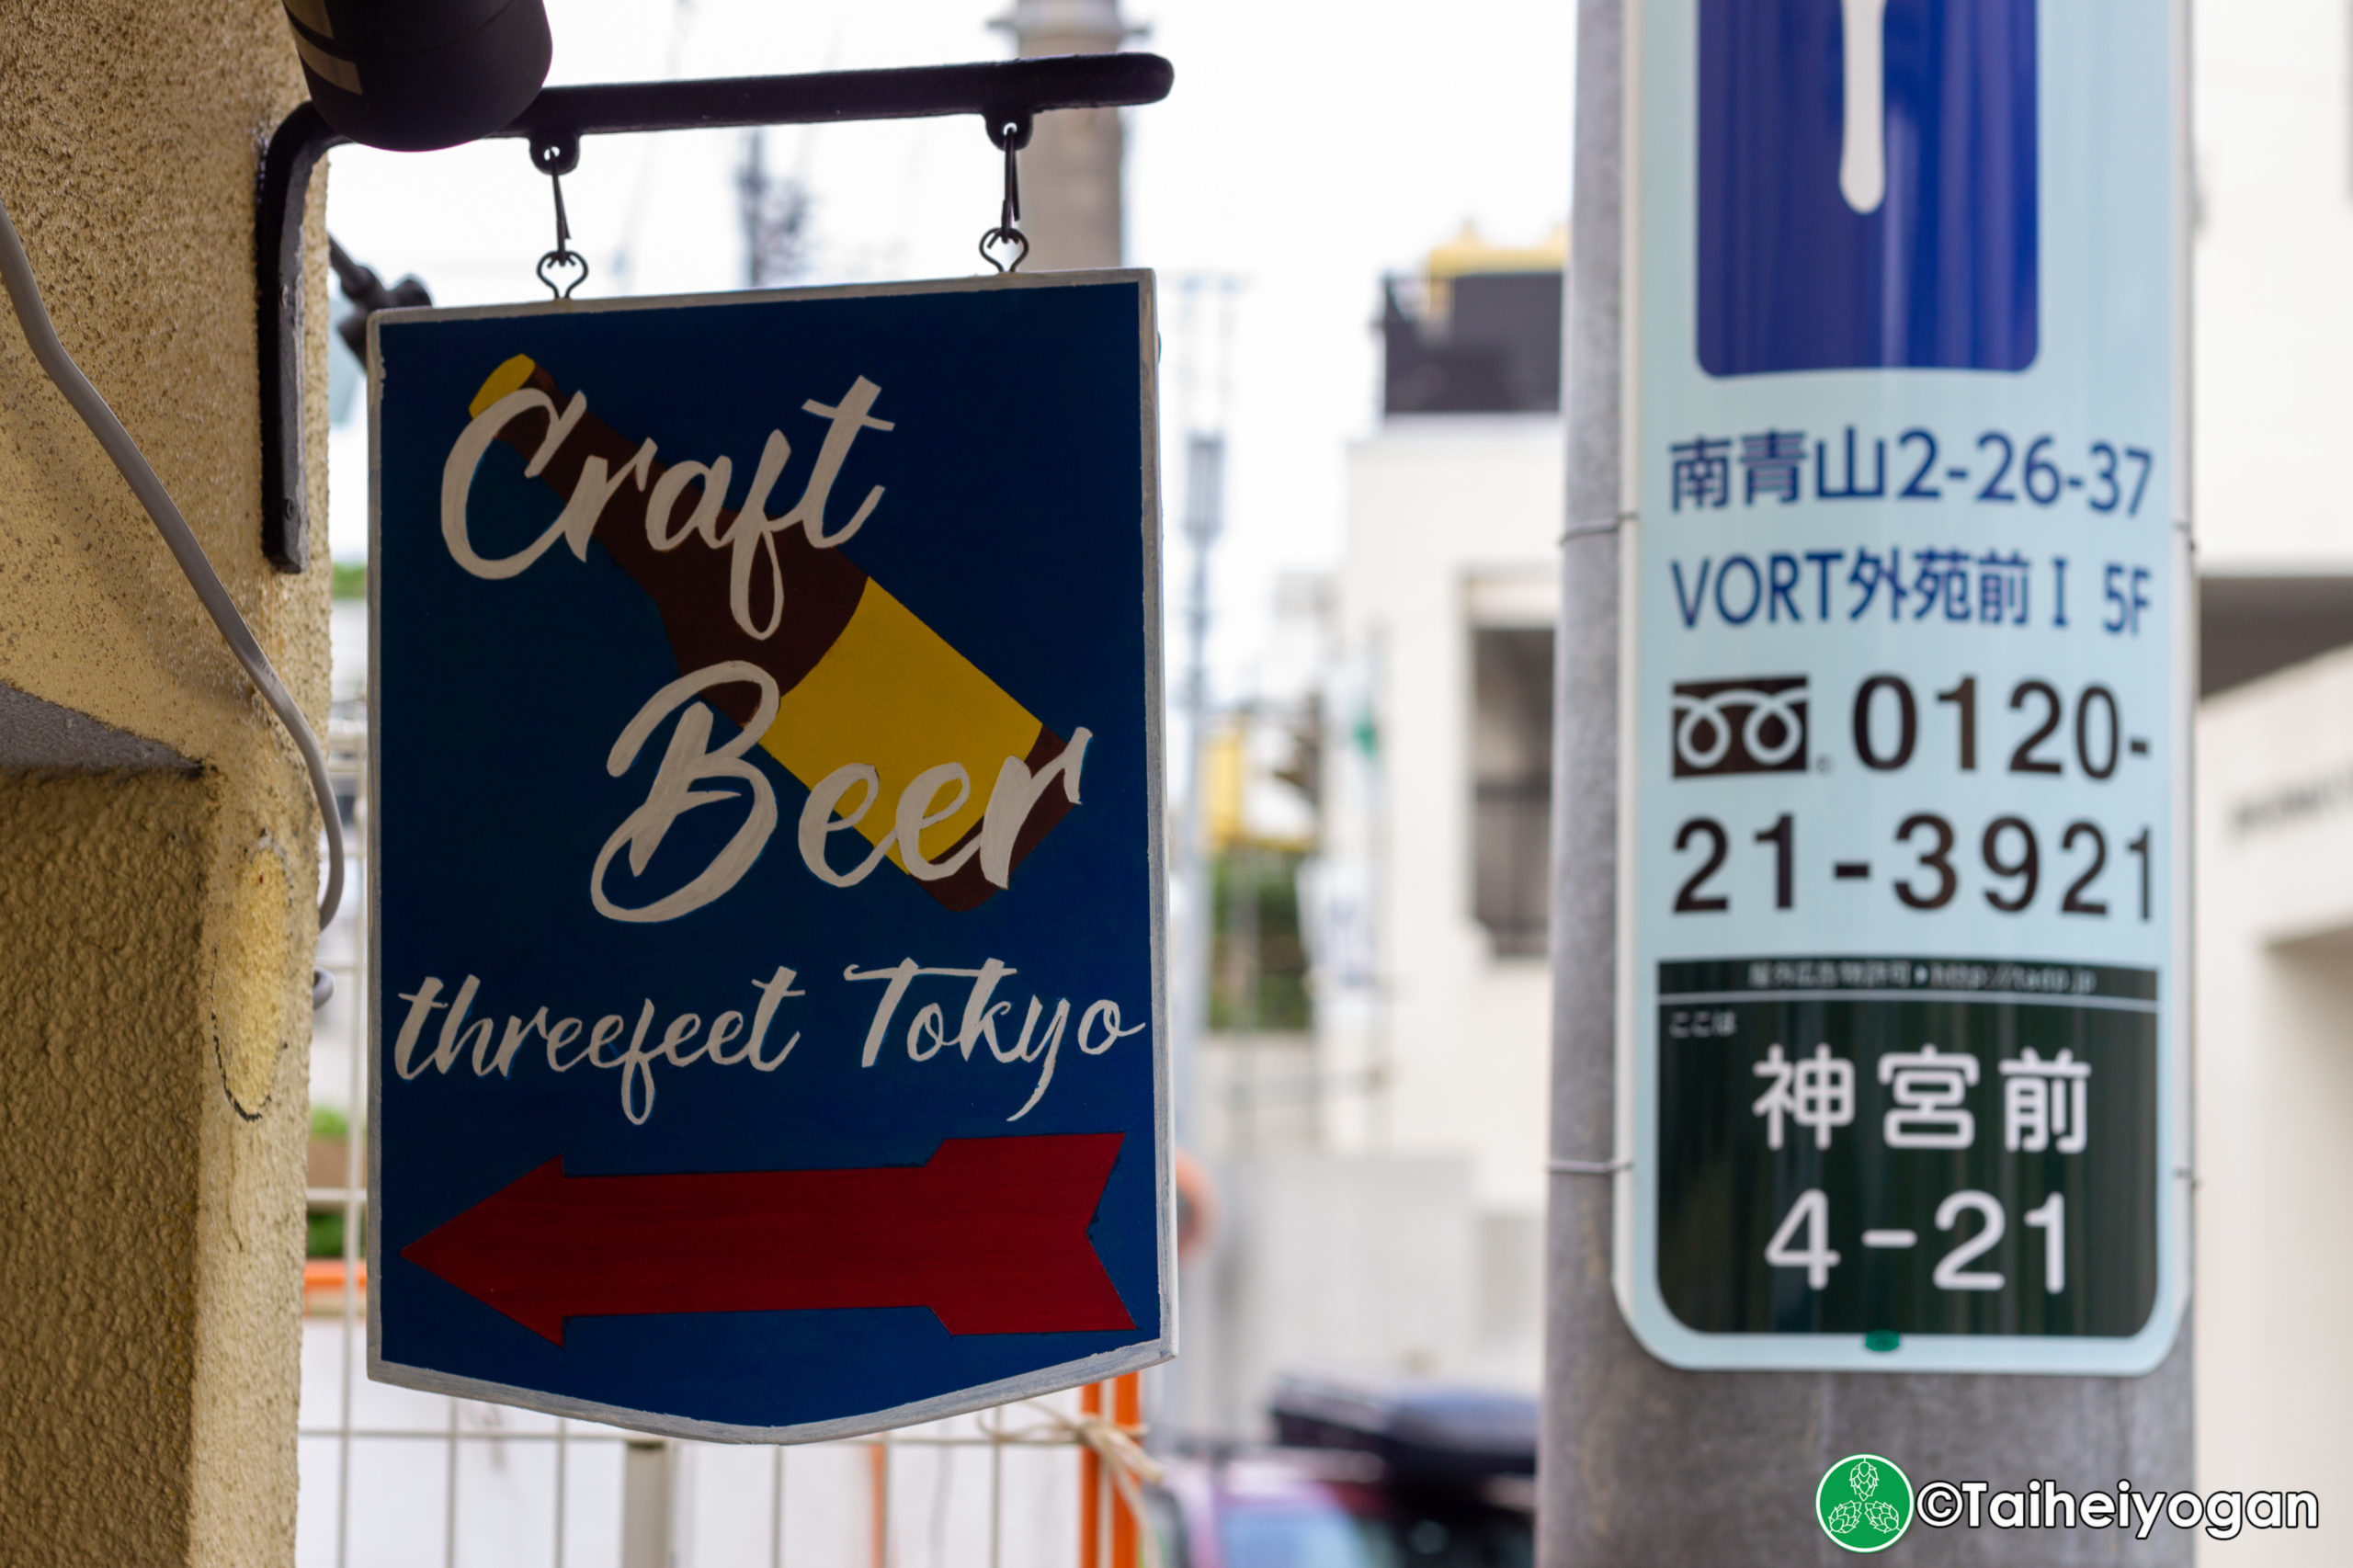 Craft
Beer
threefeet Tokyo
南青山2-26-37
VORT外苑前I 5F
0120-
21-3921
ここは
神宮前
4-21
©Taiheiyogan